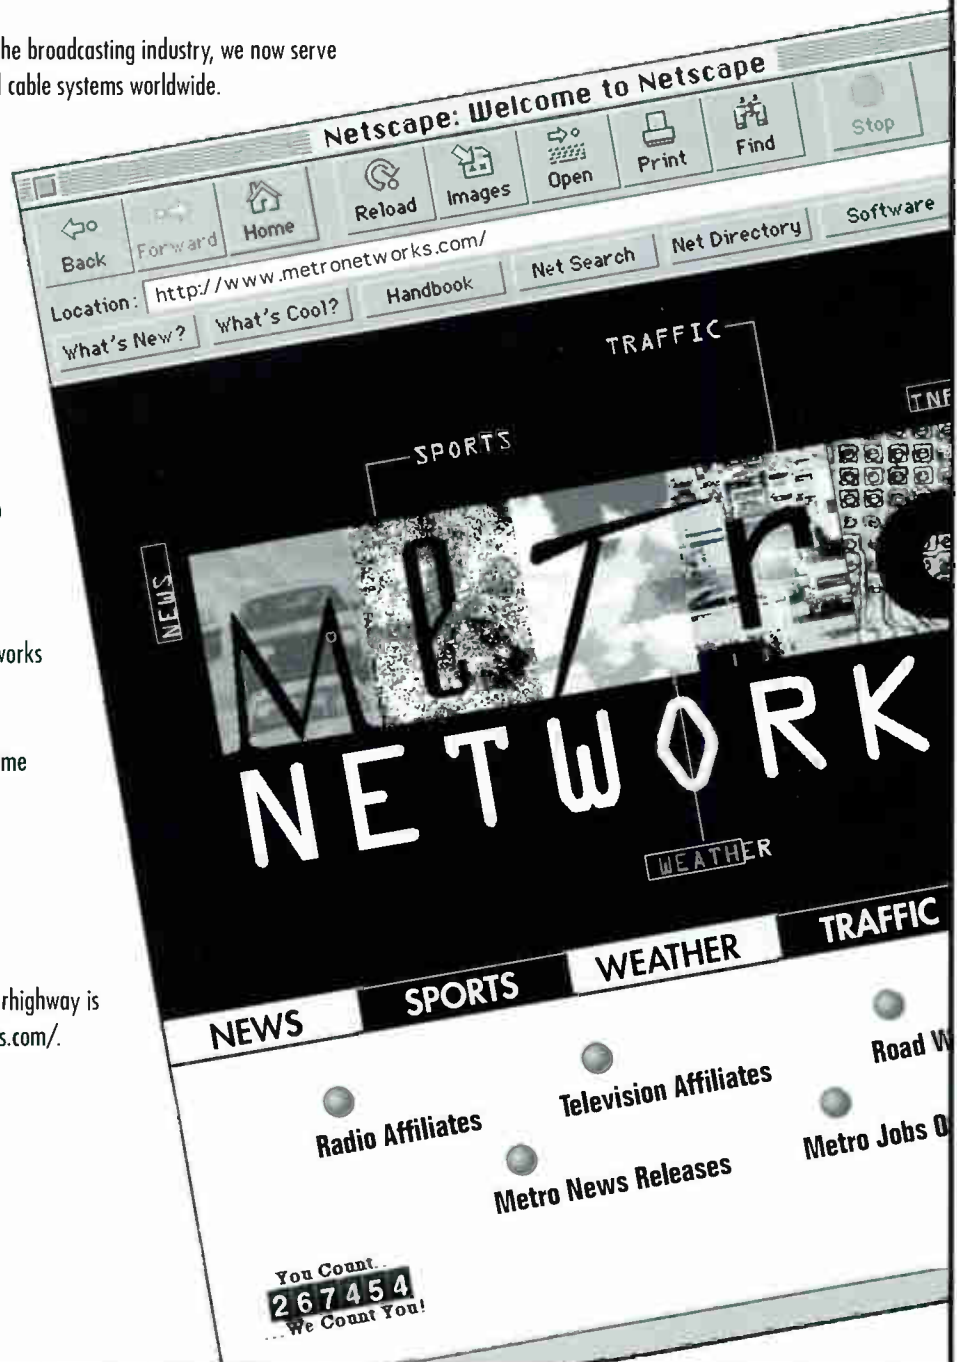 he broadcasting industry, we now serve
cable systems worldwide.
Netscape: Welcome to Netscape
Back Forward Home Reload Images Open Print Find Stop
Location: http://www.metronetworks.com/
What's New? What's Cool? Handbook Net Search Net Directory Software
TRAFFIC
SPORTS
NEWS
METro
NETWORK
works
me
WEATHER
NEWS SPORTS WEATHER TRAFFIC
rhighway is
s.com/.
Radio Affiliates Television Affiliates Road W
Metro News Releases Metro Jobs O
You Count..
267454
...We Count You!